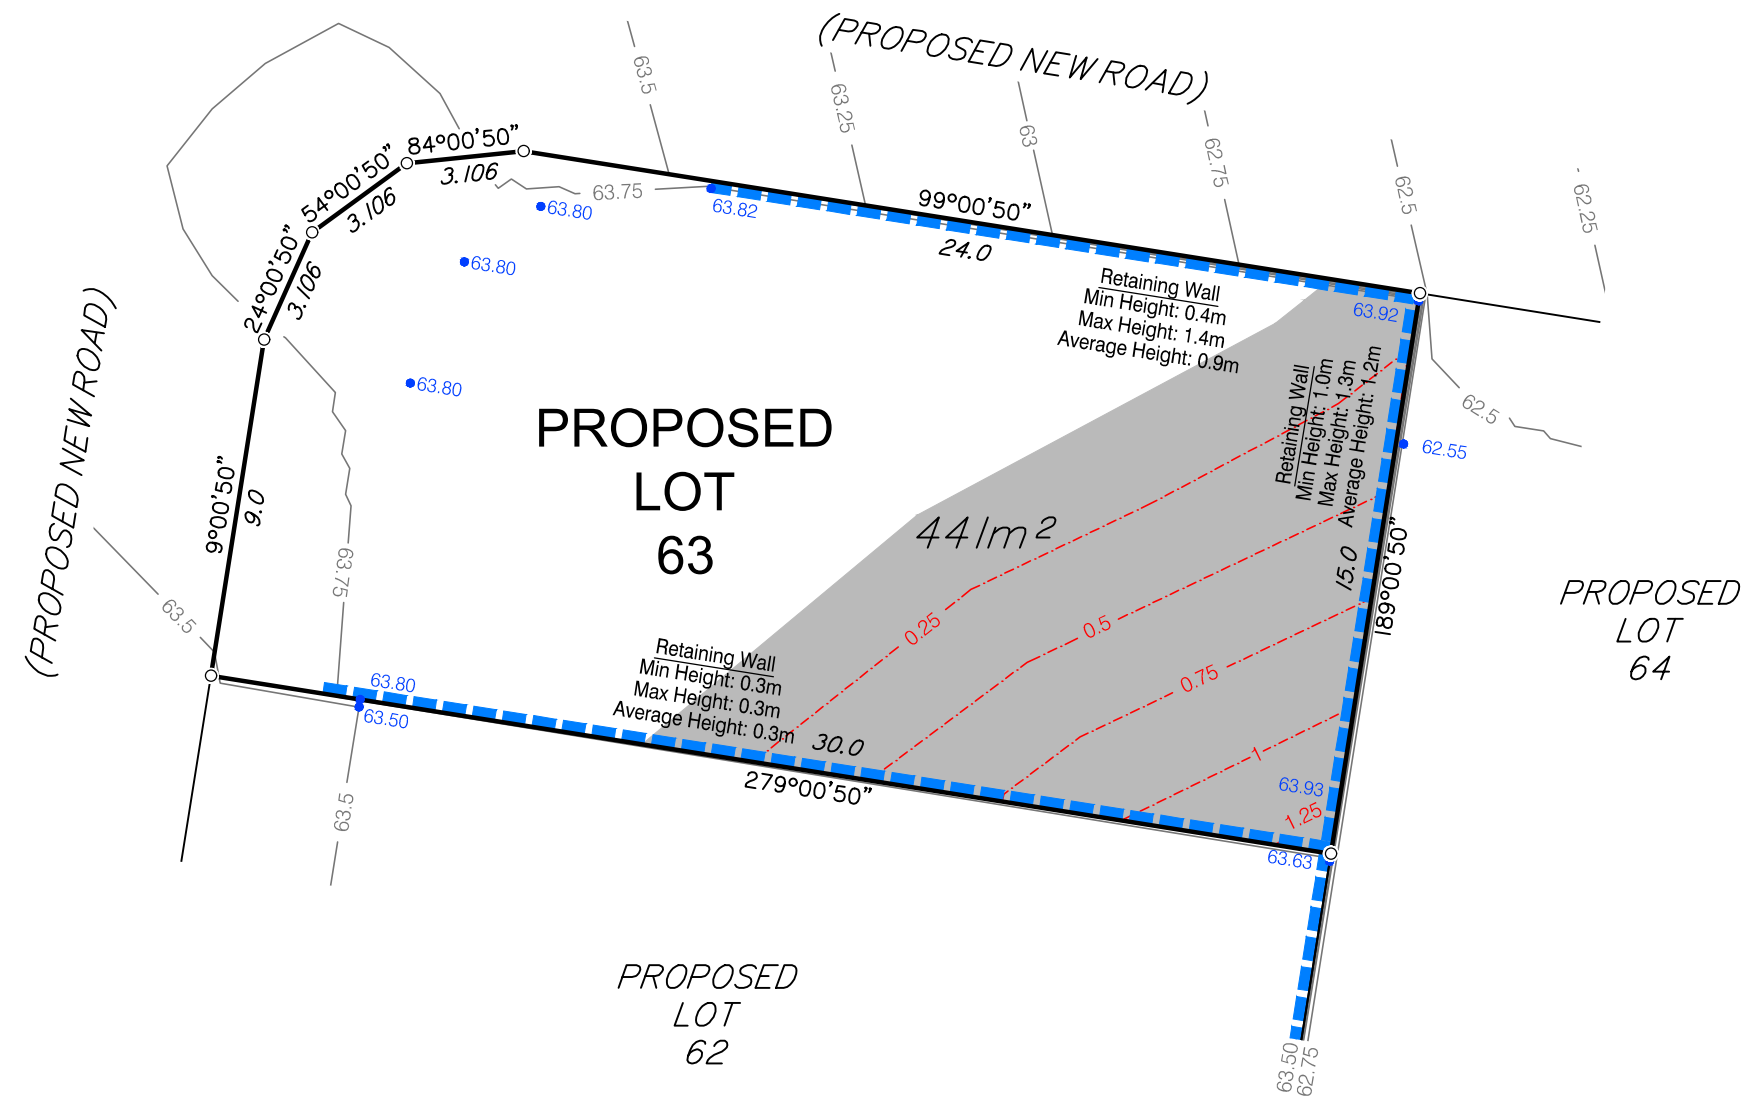 (PROPOSED NEW ROAD)
63.5
63.25
63
62.75
62.5
62.25
84°00'50"
3.106
54°00'50"
3.106
24°00'50"
3.106
63.75
63.80
63.82
99°00'50"
24.0
63.80
63.80
Retaining Wall
Min Height: 0.4m
Max Height: 1.4m
Average Height: 0.9m
63.92
Retaining Wall
Min Height: 1.0m
Max Height: 1.3m
Average Height: 1.2m
62.5
62.55
(PROPOSED NEW ROAD)
9°00'50"
9.0
63.75
63.5
PROPOSED
LOT
63
441m²
15.0
189°00'50"
0.25
0.5
0.75
1
1.25
PROPOSED
LOT
64
Retaining Wall
Min Height: 0.3m
Max Height: 0.3m
Average Height: 0.3m
30.0
279°00'50"
63.80
63.50
63.5
63.93
63.63
PROPOSED
LOT
62
63.50
62.75